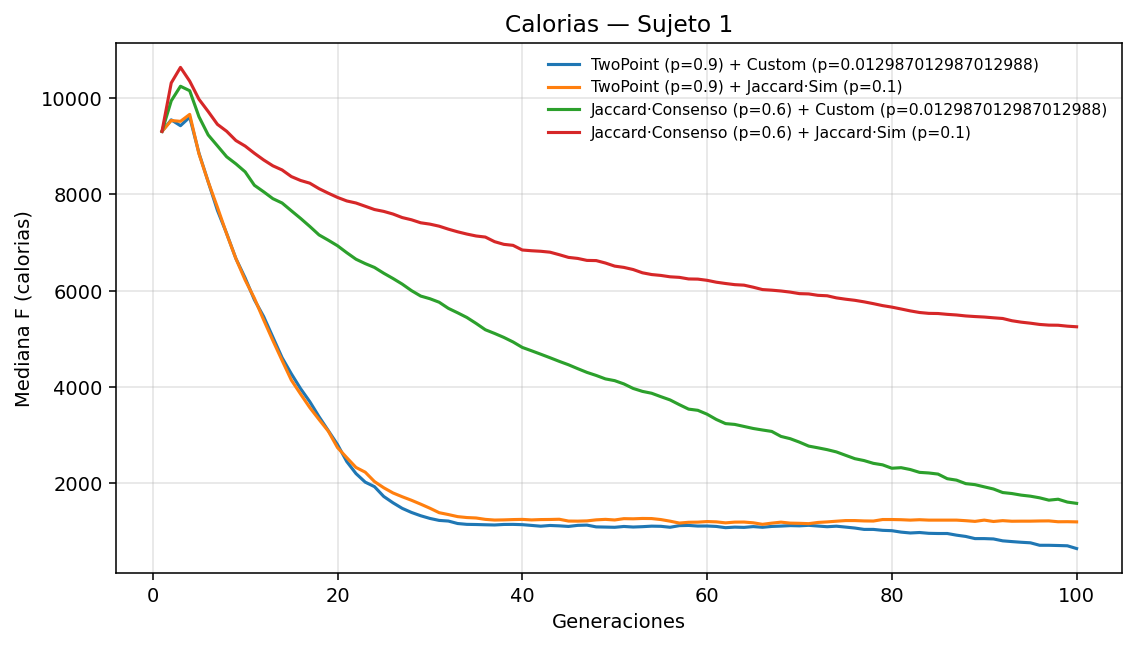 Calorias — Sujeto 1
TwoPoint (p=0.9) + Custom (p=0.012987012987012988)
TwoPoint (p=0.9) + Jaccard·Sim (p=0.1)
Jaccard·Consenso (p=0.6) + Custom (p=0.012987012987012988)
Jaccard·Consenso (p=0.6) + Jaccard·Sim (p=0.1)
Mediana F (calorias)
10000
8000
6000
4000
2000
0 20 40 60 80 100
Generaciones